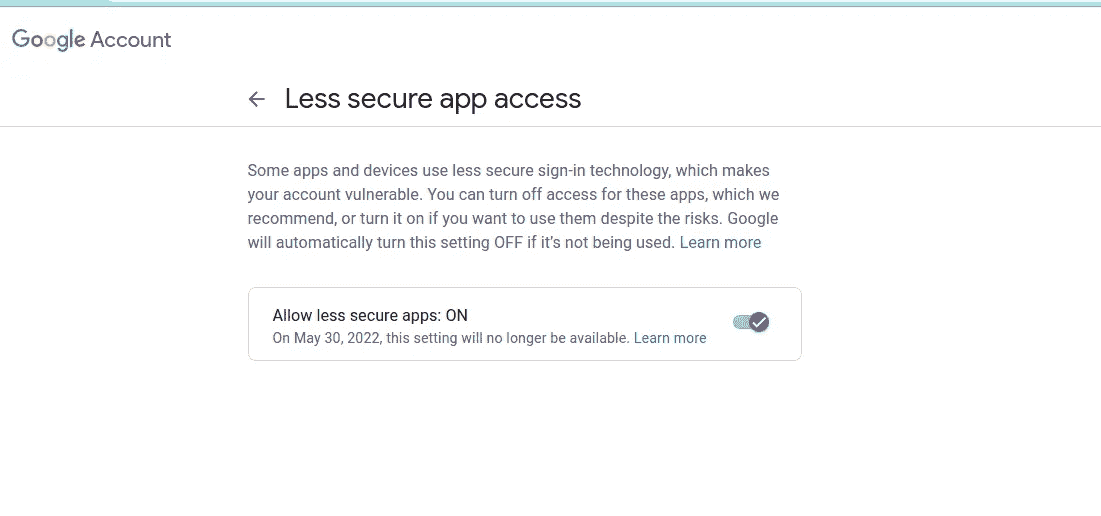 Google Account
Less secure app access
Some apps and devices use less secure sign-in technology, which makes
your account vulnerable. You can turn off access for these apps, which we
recommend, or turn it on if you want to use them despite the risks. Google
will automatically turn this setting OFF if it's not being used. Learn more
Allow less secure apps: ON
On May 30, 2022, this setting will no longer be available. Learn more